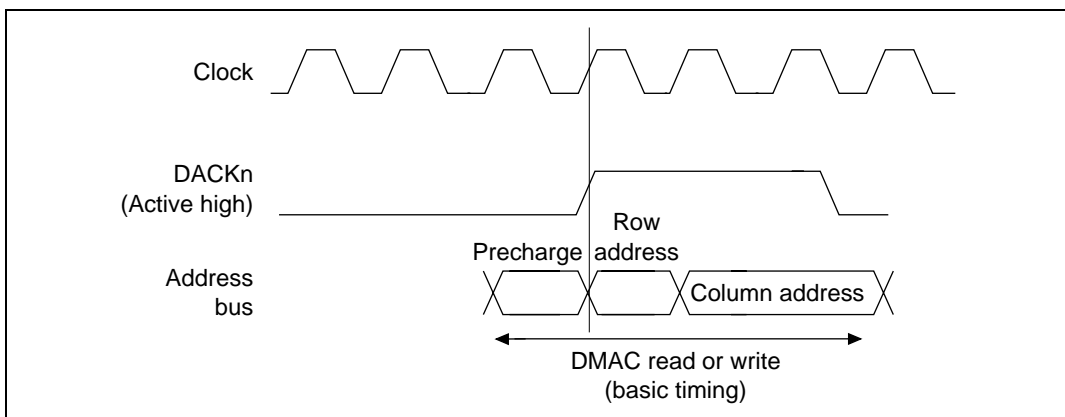 Clock
DACKn
(Active high)
Row
Precharge address
Address
bus
Column address
DMAC read or write
(basic timing)